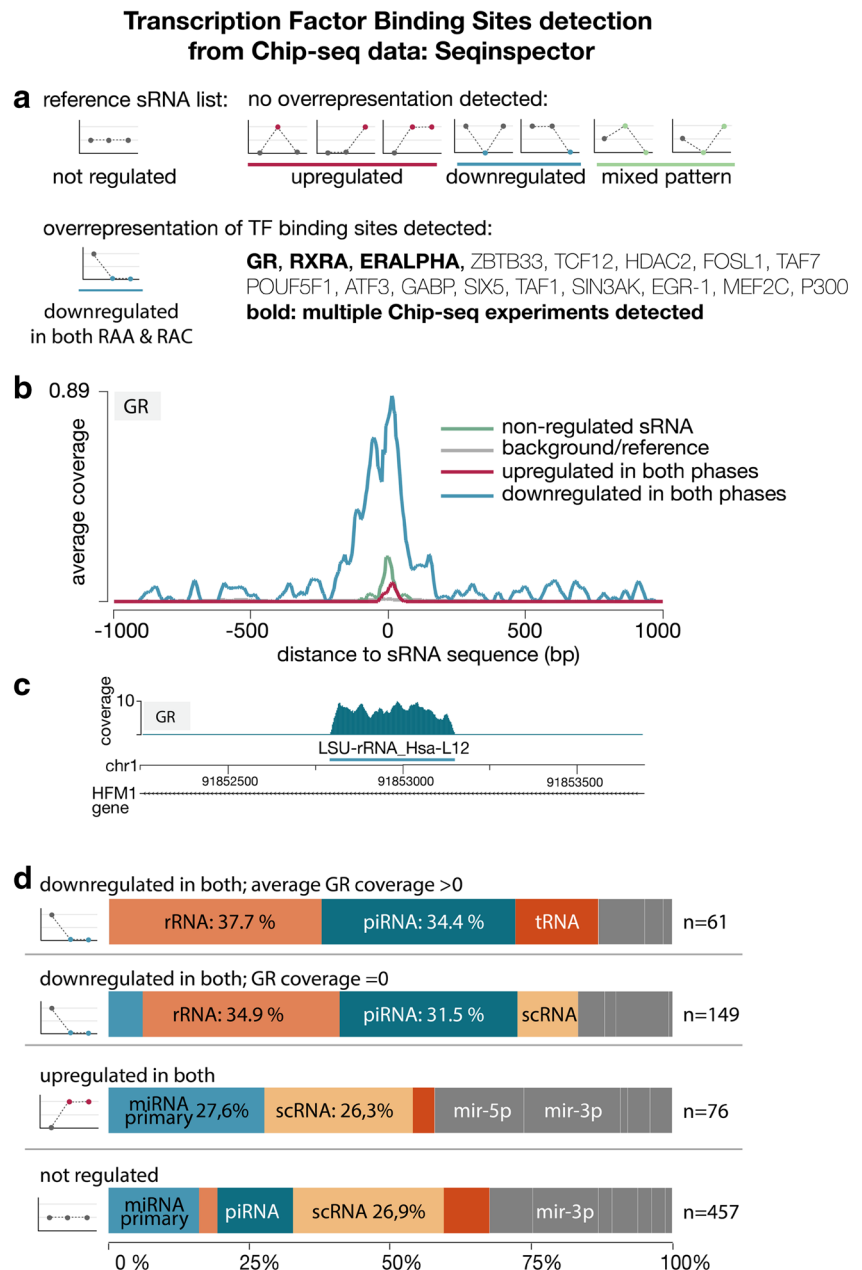 Transcription Factor Binding Sites detection
from Chip-seq data: Seqinspector
a
reference sRNA list:
no overrepresentation detected:
not regulated
upregulated
downregulated
mixed pattern
overrepresentation of TF binding sites detected:
downregulated
in both RAA & RAC
GR, RXRA, ERALPHA, ZBTB33, TCF12, HDAC2, FOSL1, TAF7
POUF5F1, ATF3, GABP, SIX5, TAF1, SIN3AK, EGR-1, MEF2C, P300
bold: multiple Chip-seq experiments detected
b
0.89
GR
average coverage
non-regulated sRNA
background/reference
upregulated in both phases
downregulated in both phases
-1000
-500
0
500
1000
distance to sRNA sequence (bp)
c
coverage
10
GR
LSU-rRNA_Hsa-L12
chr1
91852500
91853000
91853500
HFM1
gene
d
downregulated in both; average GR coverage >0
rRNA: 37.7 %
piRNA: 34.4 %
tRNA
n=61
downregulated in both; GR coverage =0
rRNA: 34.9 %
piRNA: 31.5 %
scRNA
n=149
upregulated in both
miRNA
primary 27,6%
scRNA: 26,3%
mir-5p
mir-3p
n=76
not regulated
miRNA
primary
piRNA
scRNA 26,9%
mir-3p
n=457
0 %
25%
50%
75%
100%